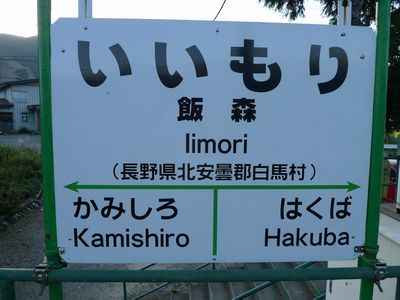 いいもり
飯森
Iimori
(長野県北安曇郡白馬村)
かみしろ はくば
Kamishiro Hakuba